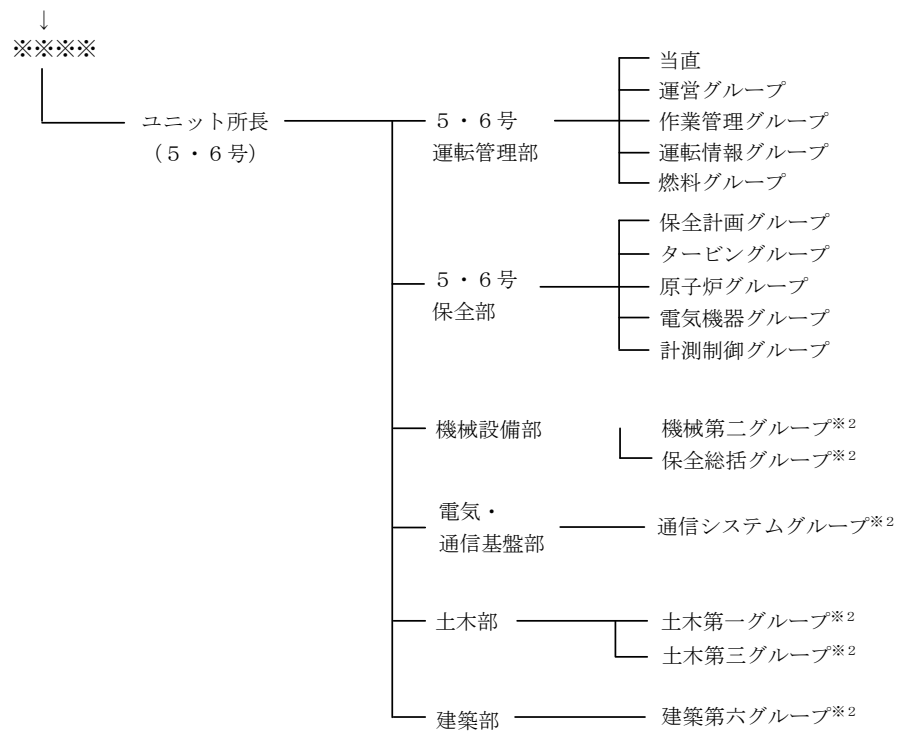 ↓
※※※※
ユニット所長
（５・６号）
５・６号
運転管理部
当直
運営グループ
作業管理グループ
運転情報グループ
燃料グループ
５・６号
保全部
保全計画グループ
タービングループ
原子炉グループ
電気機器グループ
計測制御グループ
機械設備部
機械第二グループ※2
保全総括グループ※2
電気・
通信基盤部
通信システムグループ※2
土木部
土木第一グループ※2
土木第三グループ※2
建築部
建築第六グループ※2